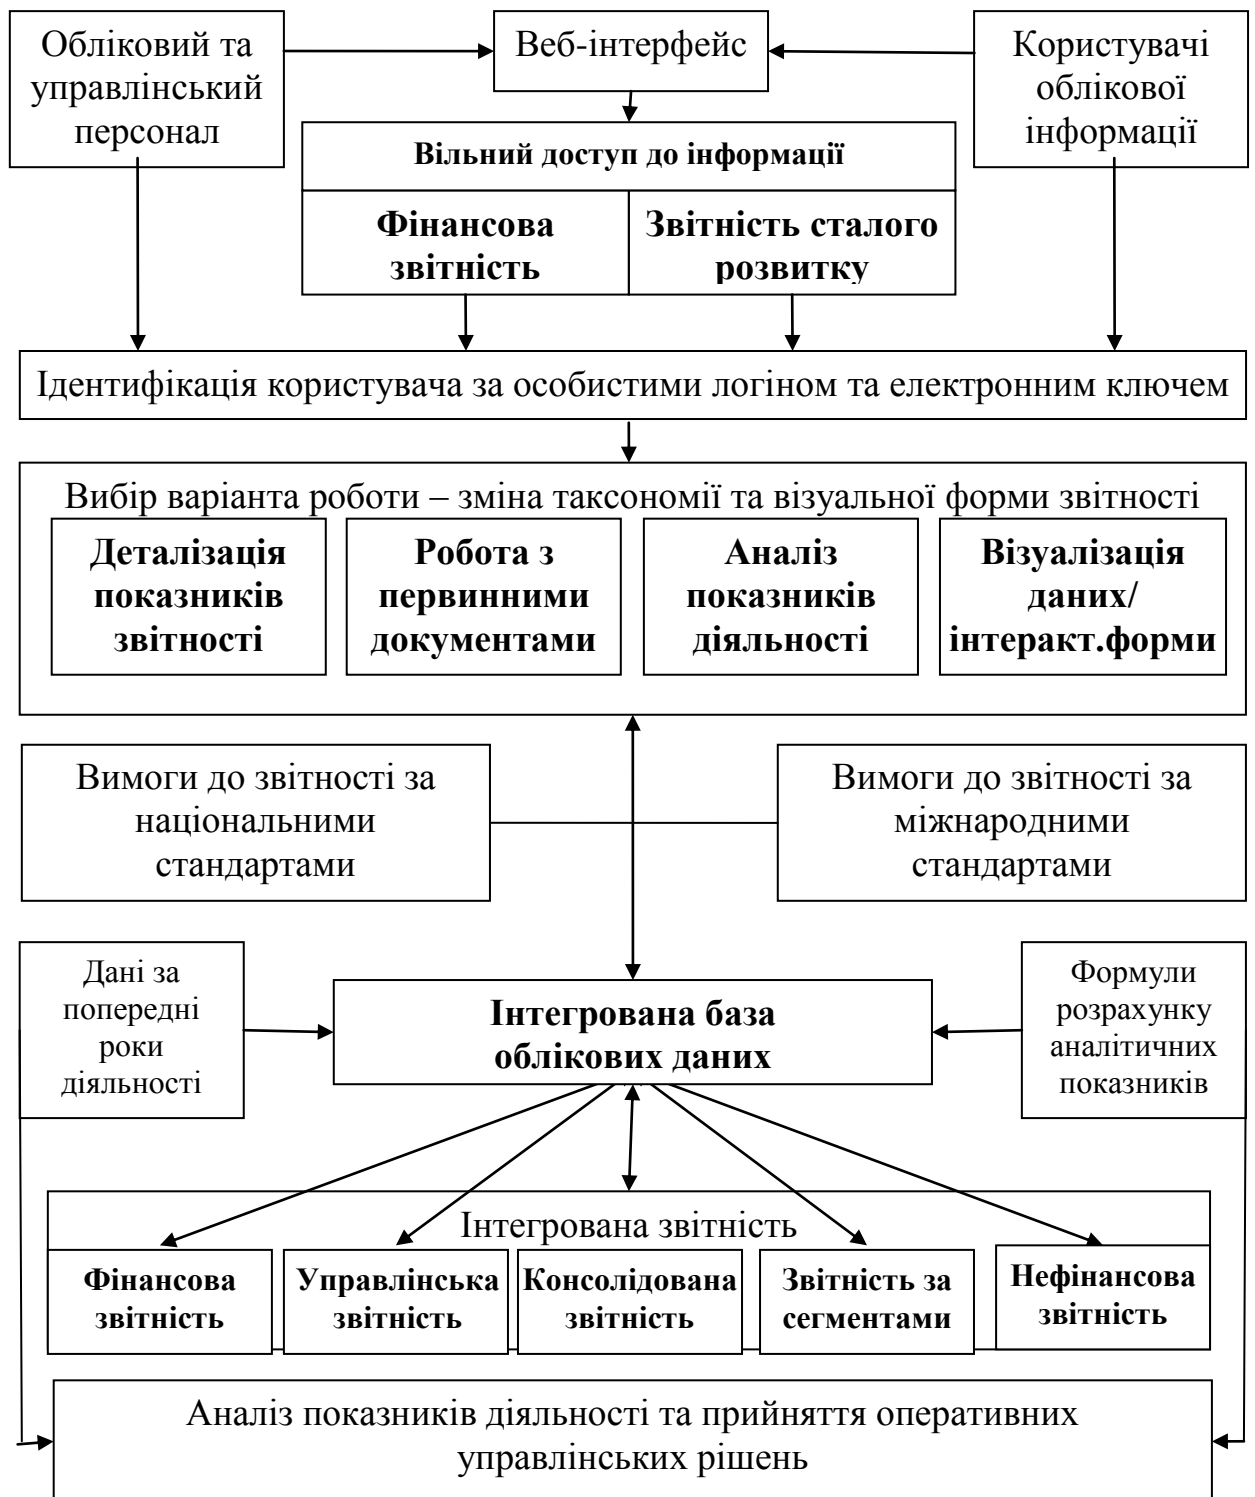 Обліковий та
управлінський
персонал
Веб-інтерфейс
Користувачі
облікової
інформації
Вільний доступ до інформації
Фінансова
звітність
Звітність сталого
розвитку
Ідентифікація користувача за особистими логіном та електронним ключем
Вибір варіанта роботи – зміна таксономії та візуальної форми звітності
Деталізація
показників
звітності
Робота з
первинними
документами
Аналіз
показників
діяльності
Візуалізація
даних/
інтеракт.форми
Вимоги до звітності за
національними
стандартами
Вимоги до звітності за
міжнародними
стандартами
Дані за
попередні
роки
діяльності
Інтегрована база
облікових даних
Формули
розрахунку
аналітичних
показників
Інтегрована звітність
Фінансова
звітність
Управлінська
звітність
Консолідована
звітність
Звітність за
сегментами
Нефінансова
звітність
Аналіз показників діяльності та прийняття оперативних
управлінських рішень